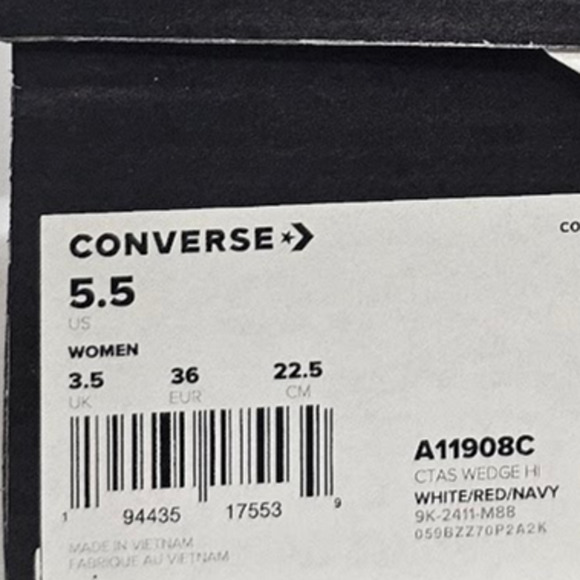 CONVERSE
CO
5.5
US
WOMEN
3.5 36 22.5
UK EUR CM
1 94435 17553 9
MADE IN VIETNAM
FABRIQUE AU VIETNAM
A11908C
CTAS WEDGE HI
WHITE/RED/NAVY
9K-2411-M88
059BZZ70P2A2K